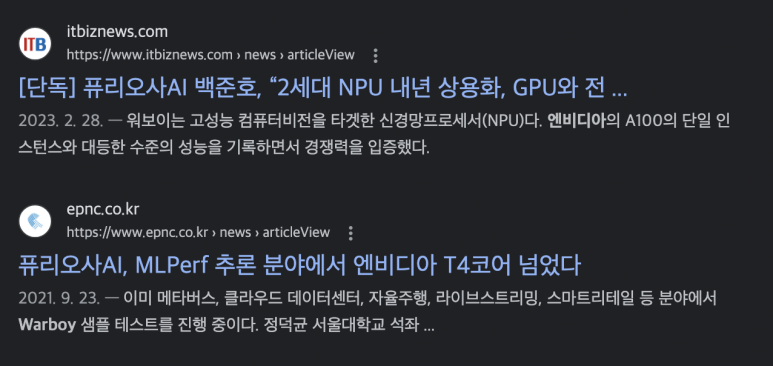 ITB
itbiznews.com
https://www.itbiznews.com › news › articleView
[단독] 퓨리오사AI 백준호, “2세대 NPU 내년 상용화, GPU와 전 ...
2023. 2. 28. — 워보이는 고성능 컴퓨터비전을 타겟한 신경망프로세서(NPU)다. 엔비디아의 A100의 단일 인
스턴스와 대등한 수준의 성능을 기록하면서 경쟁력을 입증했다.
epnc.co.kr
https://www.epnc.co.kr › news › articleView
퓨리오사AI, MLPerf 추론 분야에서 엔비디아 T4코어 넘었다
2021. 9. 23. — 이미 메타버스, 클라우드 데이터센터, 자율주행, 라이브스트리밍, 스마트리테일 등 분야에서
Warboy 샘플 테스트를 진행 중이다. 정덕균 서울대학교 석좌 ...